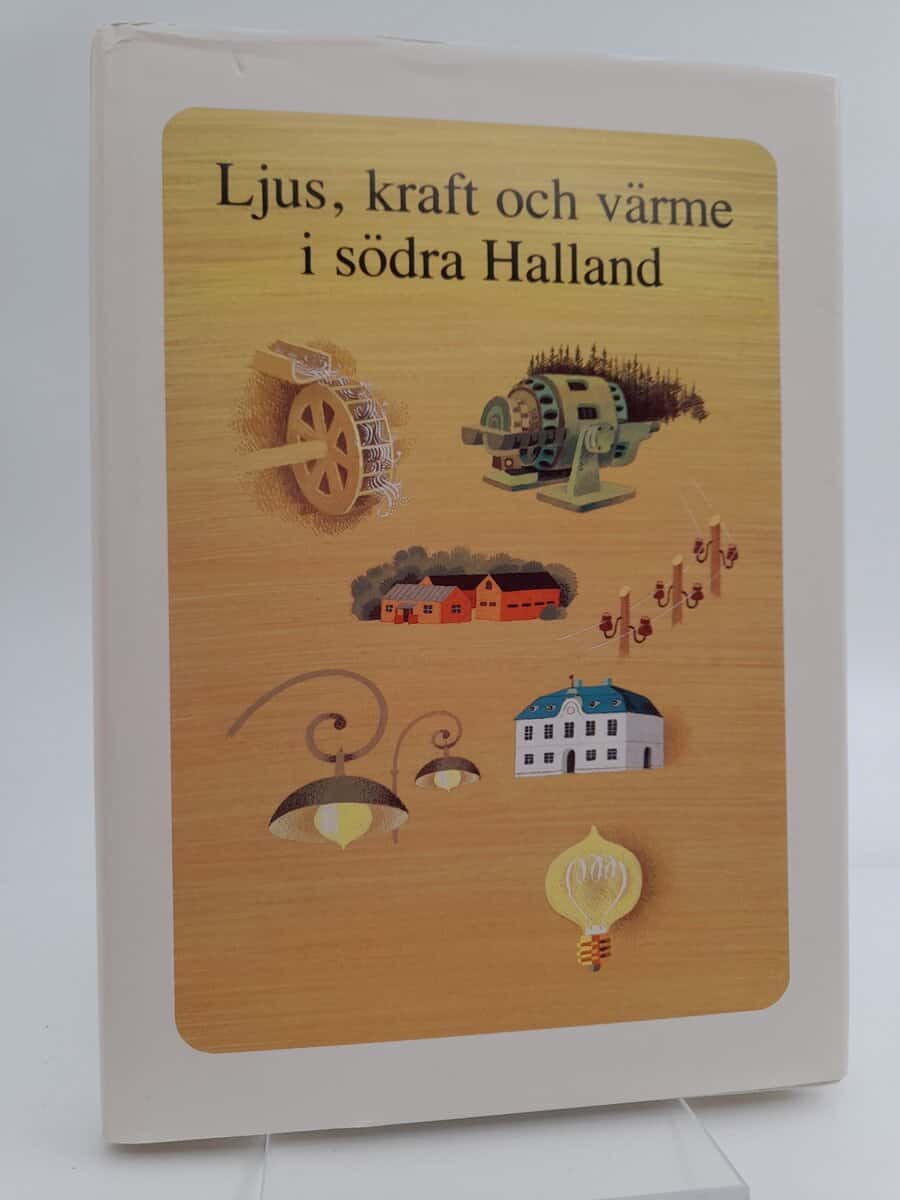 Ljus, kraft och värme
i södra Halland